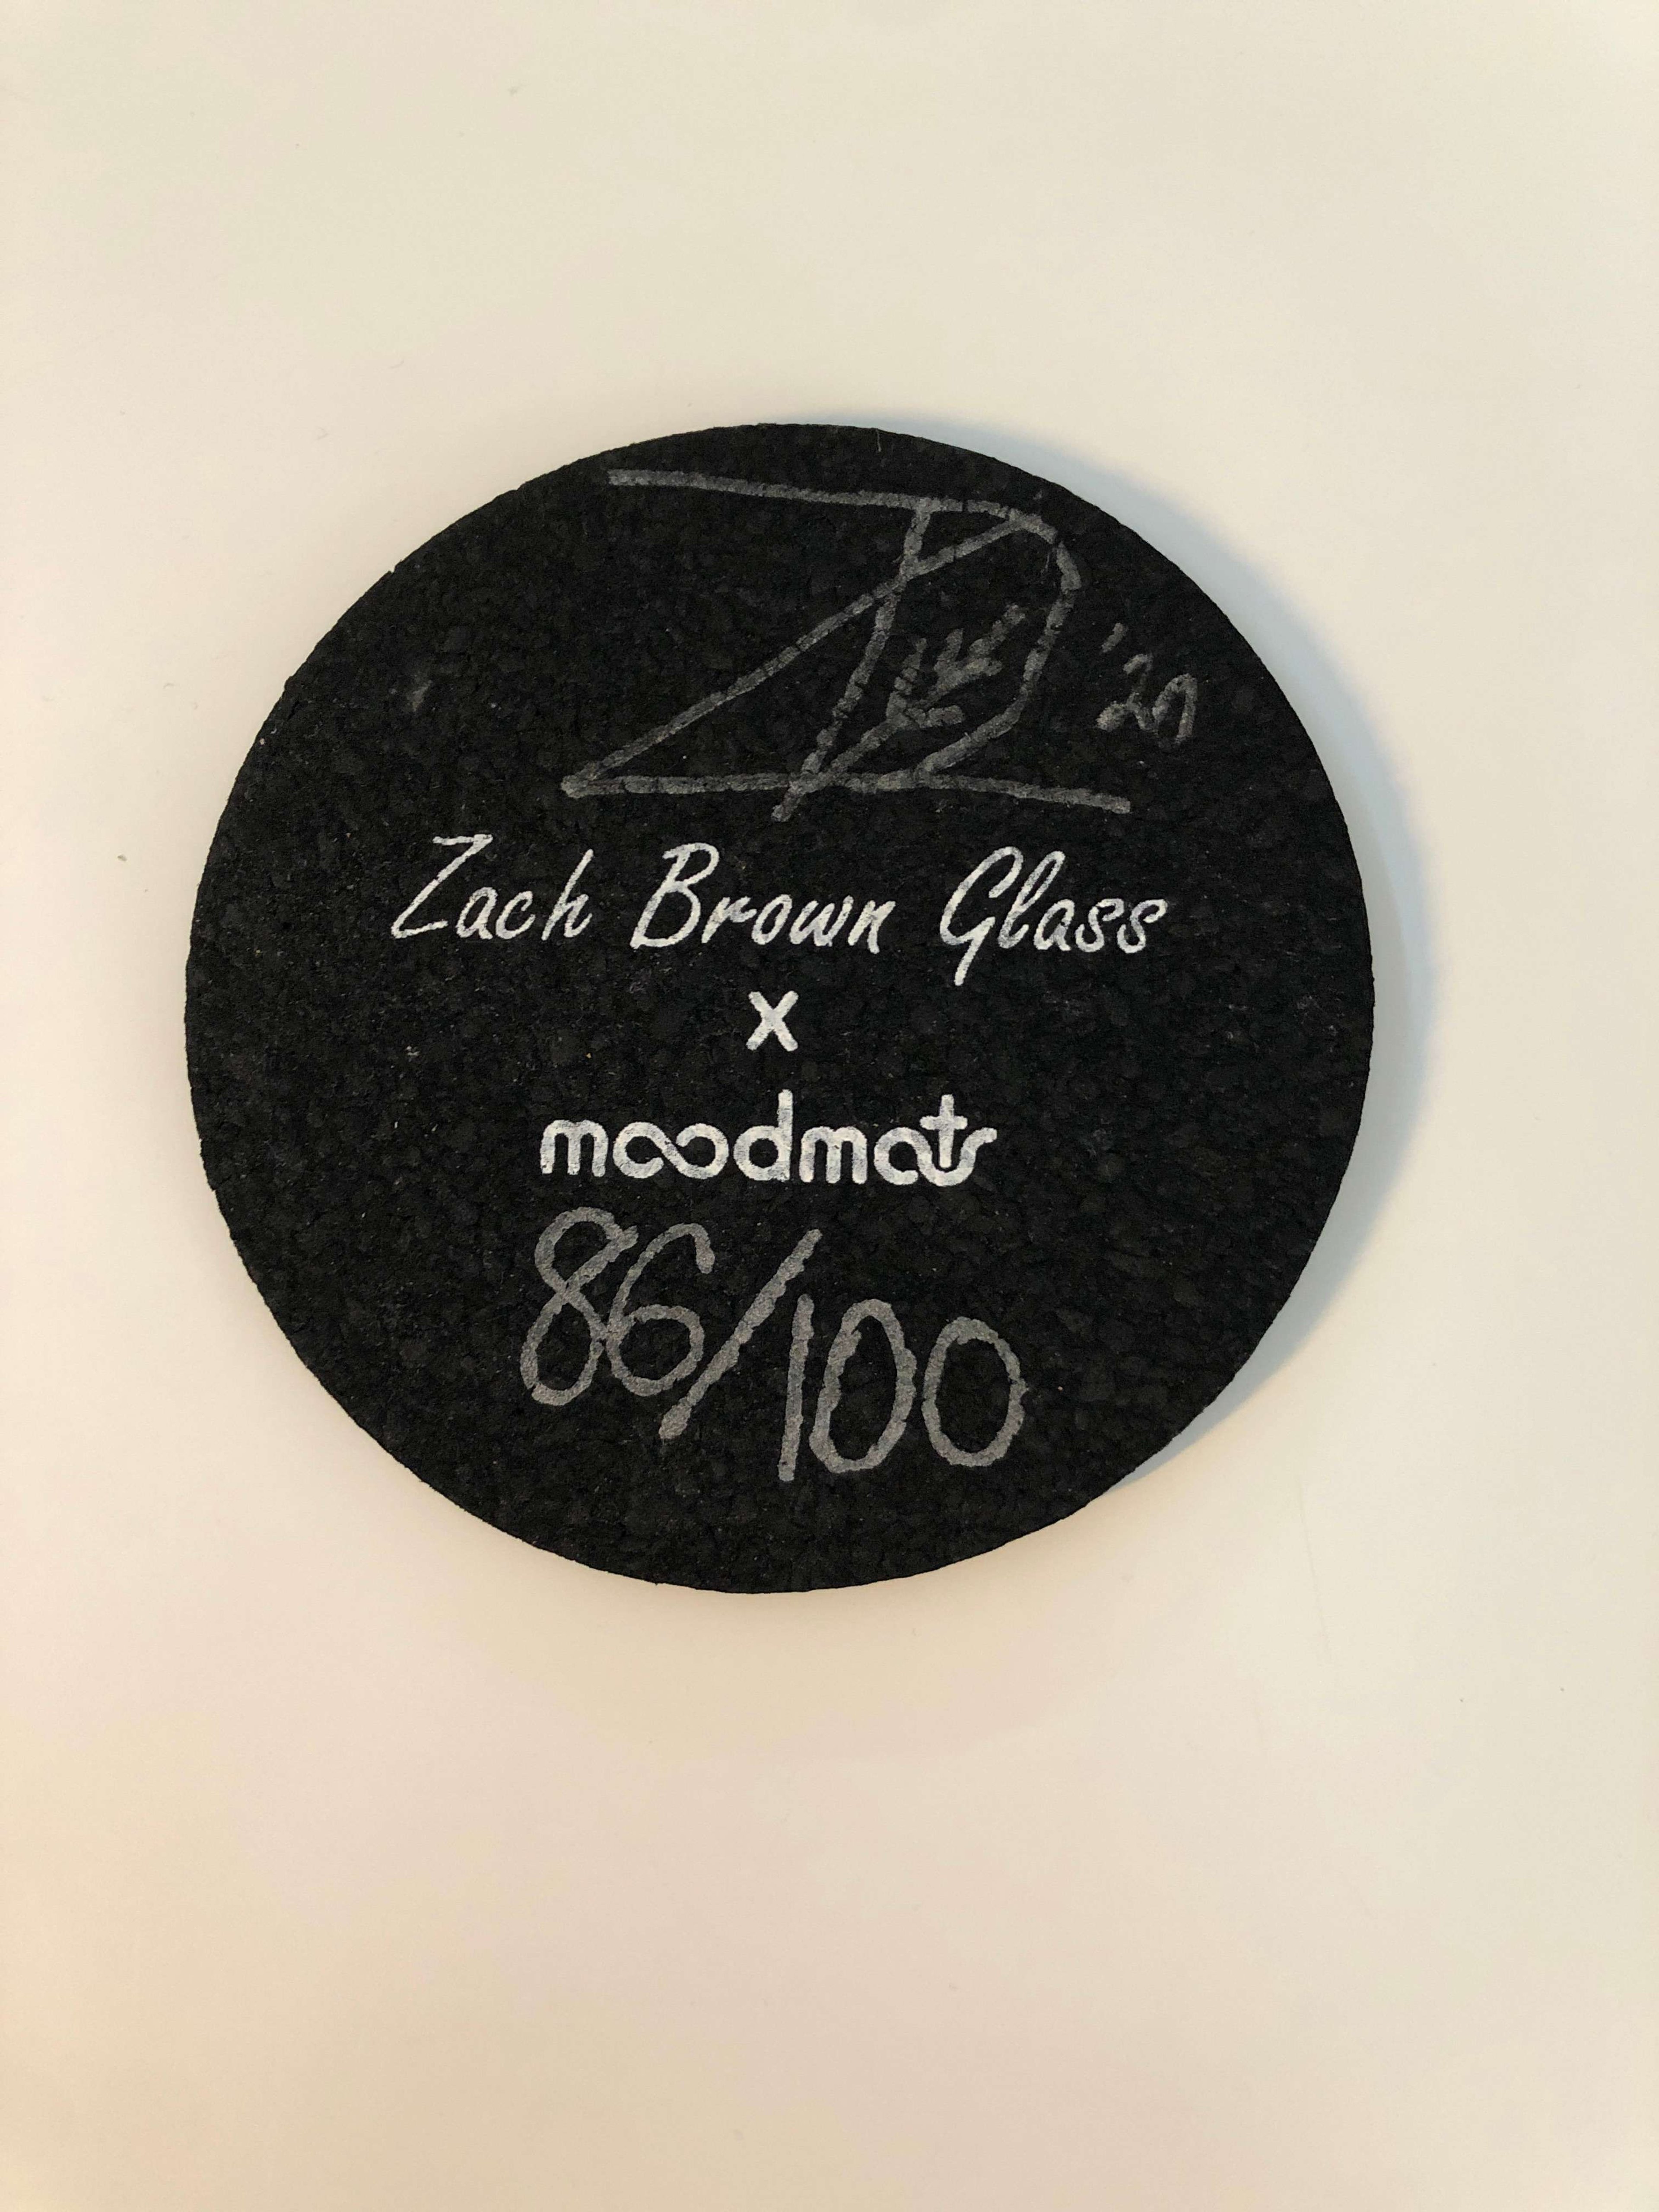 '20
Zach Brown Glass
x
moodmats
86/100